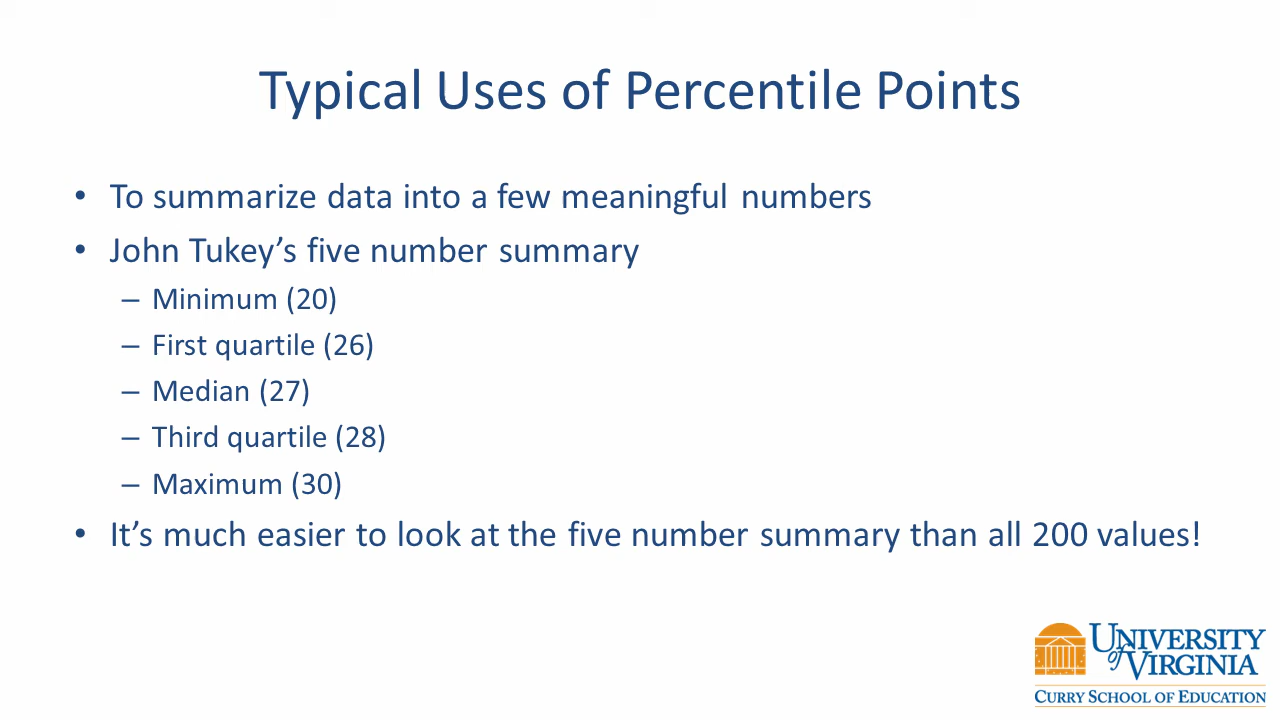 Typical Uses of Percentile Points
• To summarize data into a few meaningful numbers
• John Tukey’s five number summary
– Minimum (20)
– First quartile (26)
– Median (27)
– Third quartile (28)
– Maximum (30)
• It’s much easier to look at the five number summary than all 200 values!
UNIVERSITY
of VIRGINIA
CURRY SCHOOL OF EDUCATION